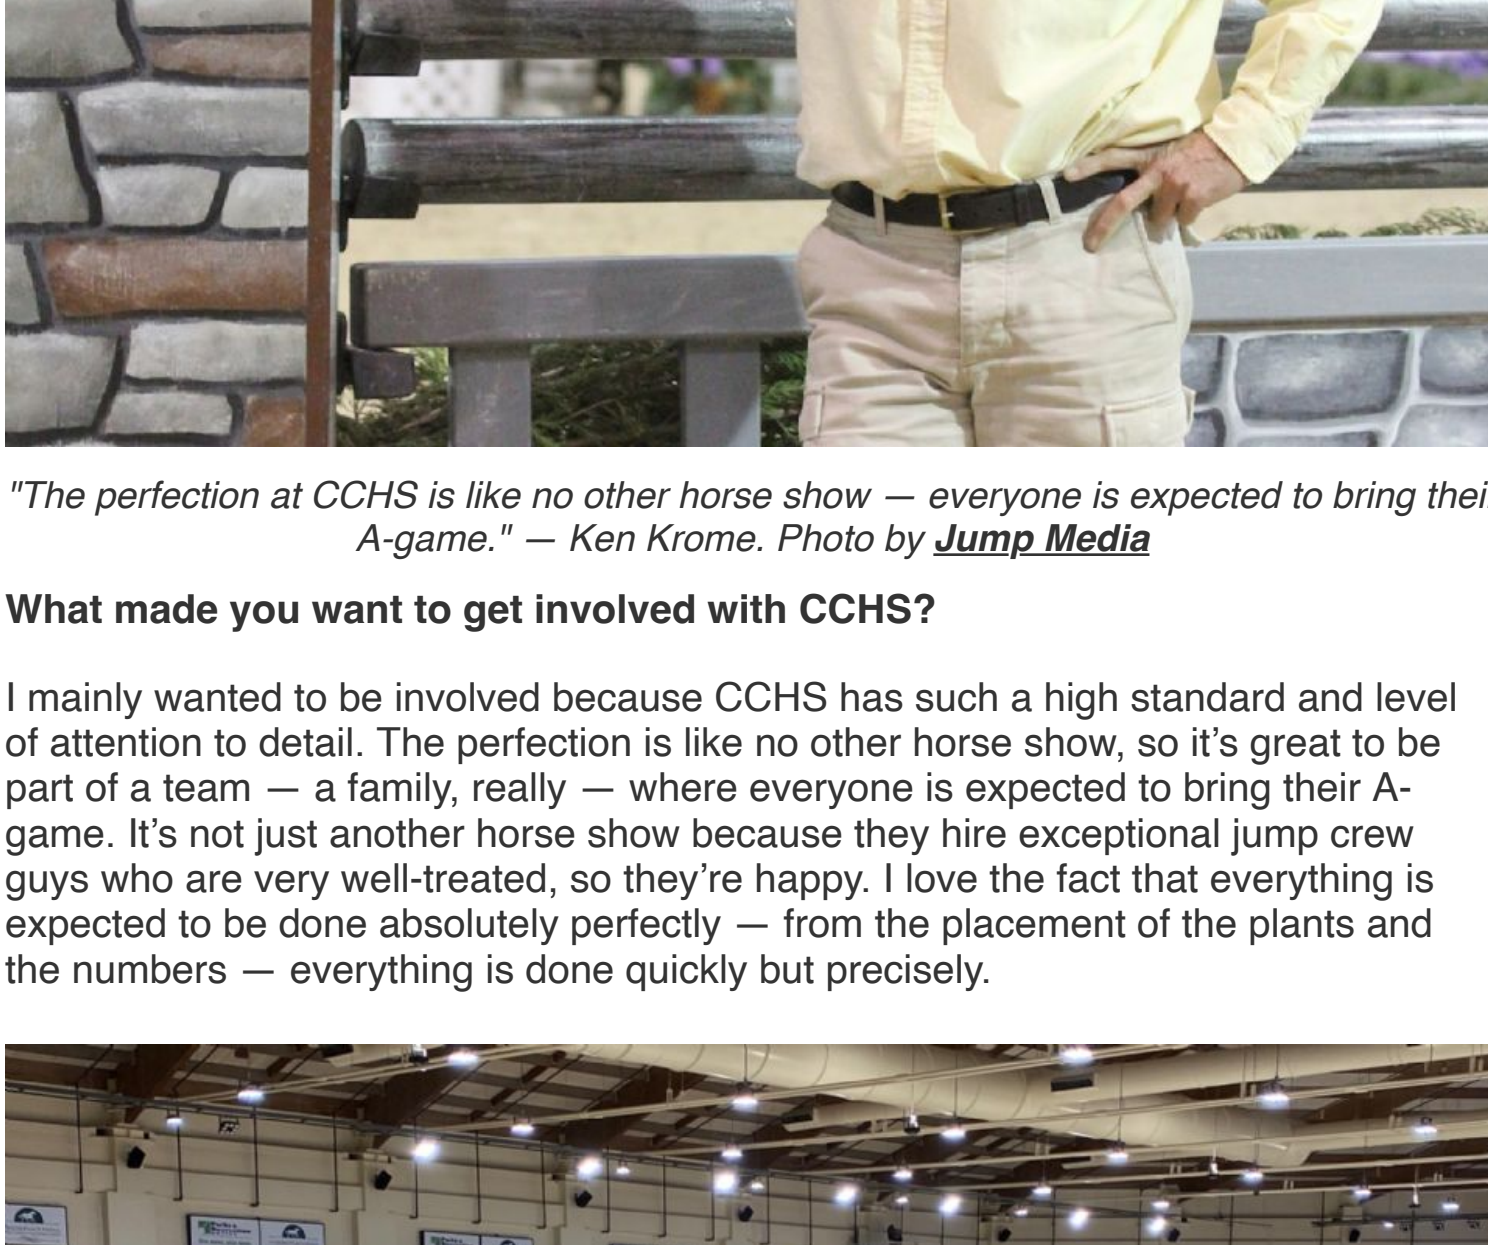 "The perfection at CCHS is like no other horse show — everyone is expected to bring their
A-game." — Ken Krome. Photo by Jump Media
What made you want to get involved with CCHS?
I mainly wanted to be involved because CCHS has such a high standard and level
of attention to detail. The perfection is like no other horse show, so it’s great to be
part of a team — a family, really — where everyone is expected to bring their A-
game. It’s not just another horse show because they hire exceptional jump crew
guys who are very well-treated, so they’re happy. I love the fact that everything is
expected to be done absolutely perfectly — from the placement of the plants and
the numbers — everything is done quickly but precisely.